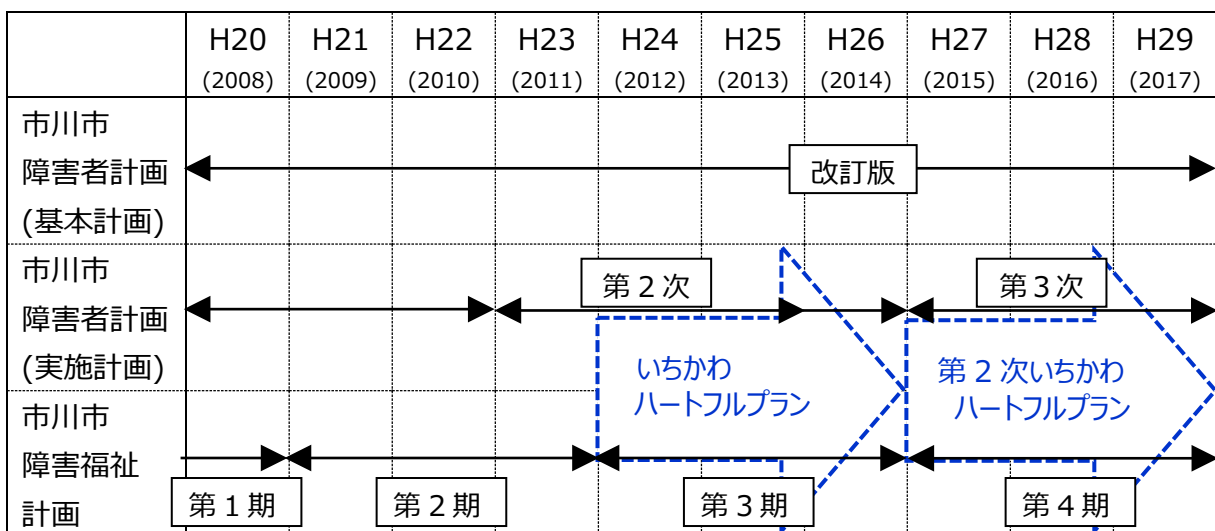 H20 H21 H22 H23 H24 H25 H26 H27 H28 H29
(2008) (2009) (2010) (2011) (2012) (2013) (2014) (2015) (2016) (2017)
市川市
障害者計画
(基本計画)
改訂版
市川市
障害者計画
(実施計画)
第2次
第3次
いちかわ
ハートフルプラン
第2次いちかわ
ハートフルプラン
市川市
障害福祉
計画
第1期
第2期
第3期
第4期